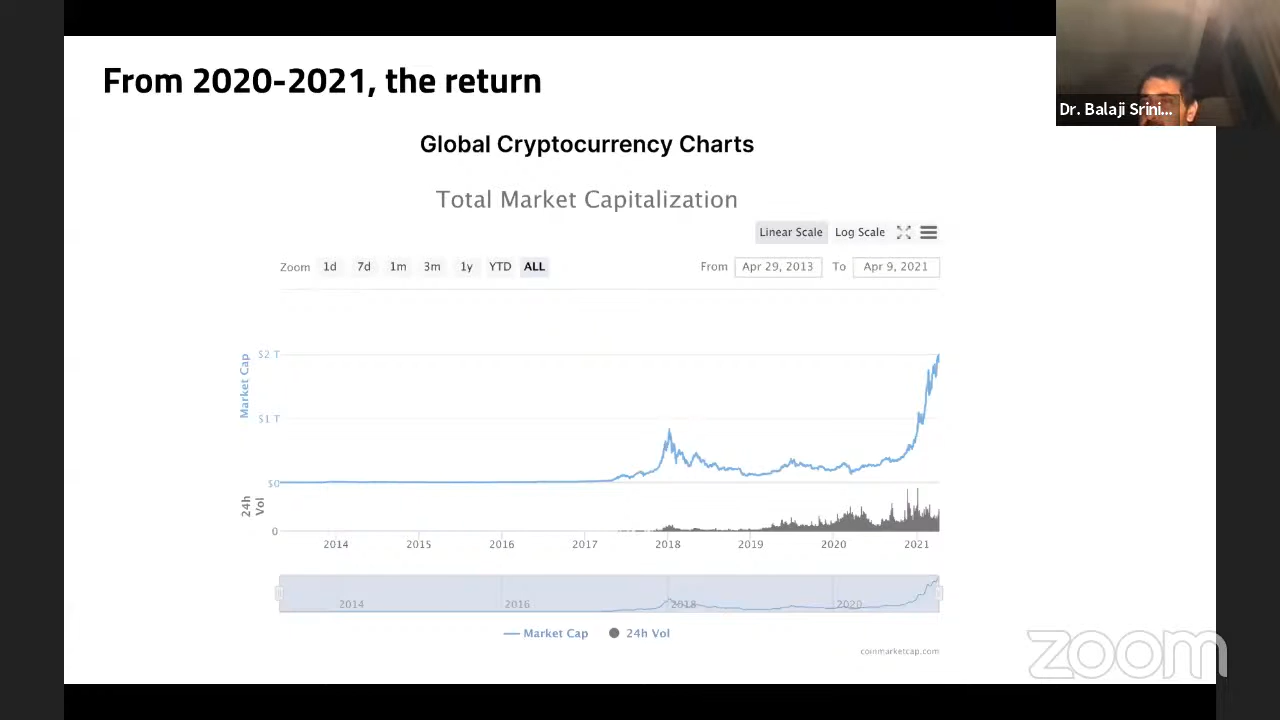 From 2020-2021, the return
Dr. Balaji Srini...
Global Cryptocurrency Charts
Total Market Capitalization
Linear Scale Log Scale
Zoom 1d 7d 1m 3m 1y YTD ALL From Apr 29, 2013 To Apr 9, 2021
Market Cap
$2 T
$1 T
$0
24h Vol
0
2014 2015 2016 2017 2018 2019 2020 2021
2014 2016 2018 2020
Market Cap 24h Vol
coinmarketcap.com
zoom